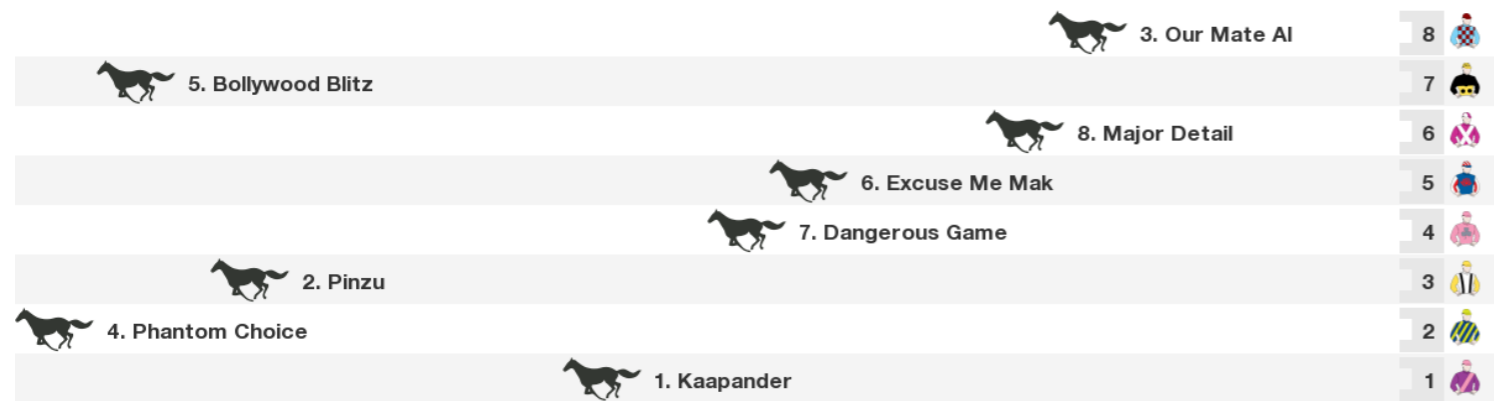 3. Our Mate Al 8
5. Bollywood Blitz 7
8. Major Detail 6
6. Excuse Me Mak 5
7. Dangerous Game 4
2. Pinzu 3
4. Phantom Choice 2
1. Kaapander 1